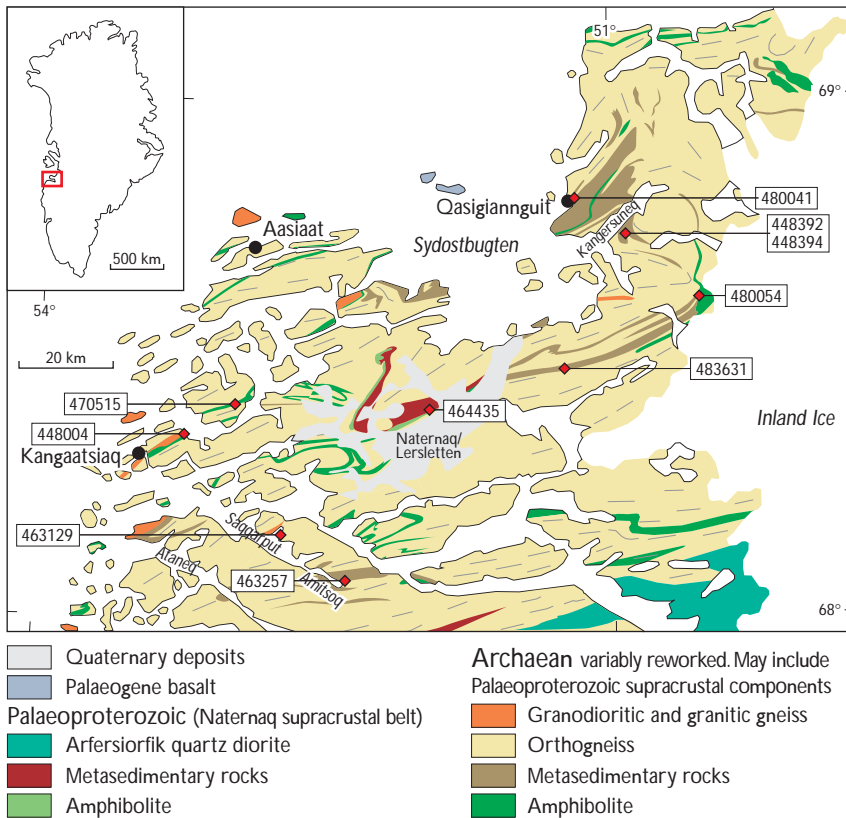 51°
69°
500 km
54°
Aasiaat
Qasigiannguit
Sydostbugten
Kangersuneq
480041
448392
448394
480054
20 km
483631
470515
464435
448004
Naternaq/
Lersletten
Inland Ice
Kangaatsiaq
463129
Saqqarput
Ataneq
463257
Amitsoq
68°
Quaternary deposits
Palaeogene basalt
Palaeoproterozoic (Naternaq supracrustal belt)
Arfersiorfik quartz diorite
Metasedimentary rocks
Amphibolite
Archaean variably reworked. May include
Palaeoproterozoic supracrustal components
Granodioritic and granitic gneiss
Orthogneiss
Metasedimentary rocks
Amphibolite